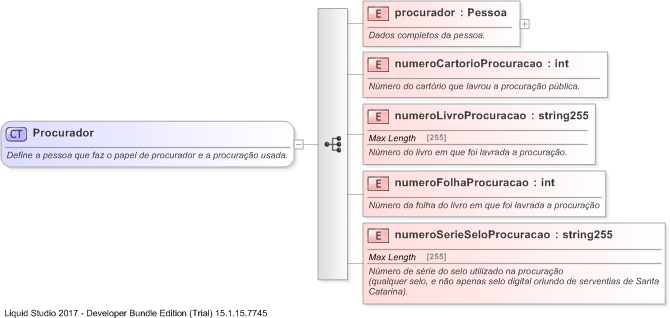 E procurador : Pessoa
Dados completos da pessoa.
E numeroCartorioProcuracao : int
Número do cartório que lavrou a procuração pública.
E numeroLivroProcuracao : string255
Max Length [255]
Número do livro em que foi lavrada a procuração.
CT Procurador
Define a pessoa que faz o papel de procurador e a procuração usada.
E numeroFolhaProcuracao : int
Número da folha do livro em que foi lavrada a procuração
E numeroSerieSeloProcuracao : string255
Max Length [255]
Número de série do selo utilizado na procuração
(qualquer selo, e não apenas selo digital oriundo de serventias de Santa
Catarina).
Liquid Studio 2017 - Developer Bundle Edition (Trial) 15.1.15.7745